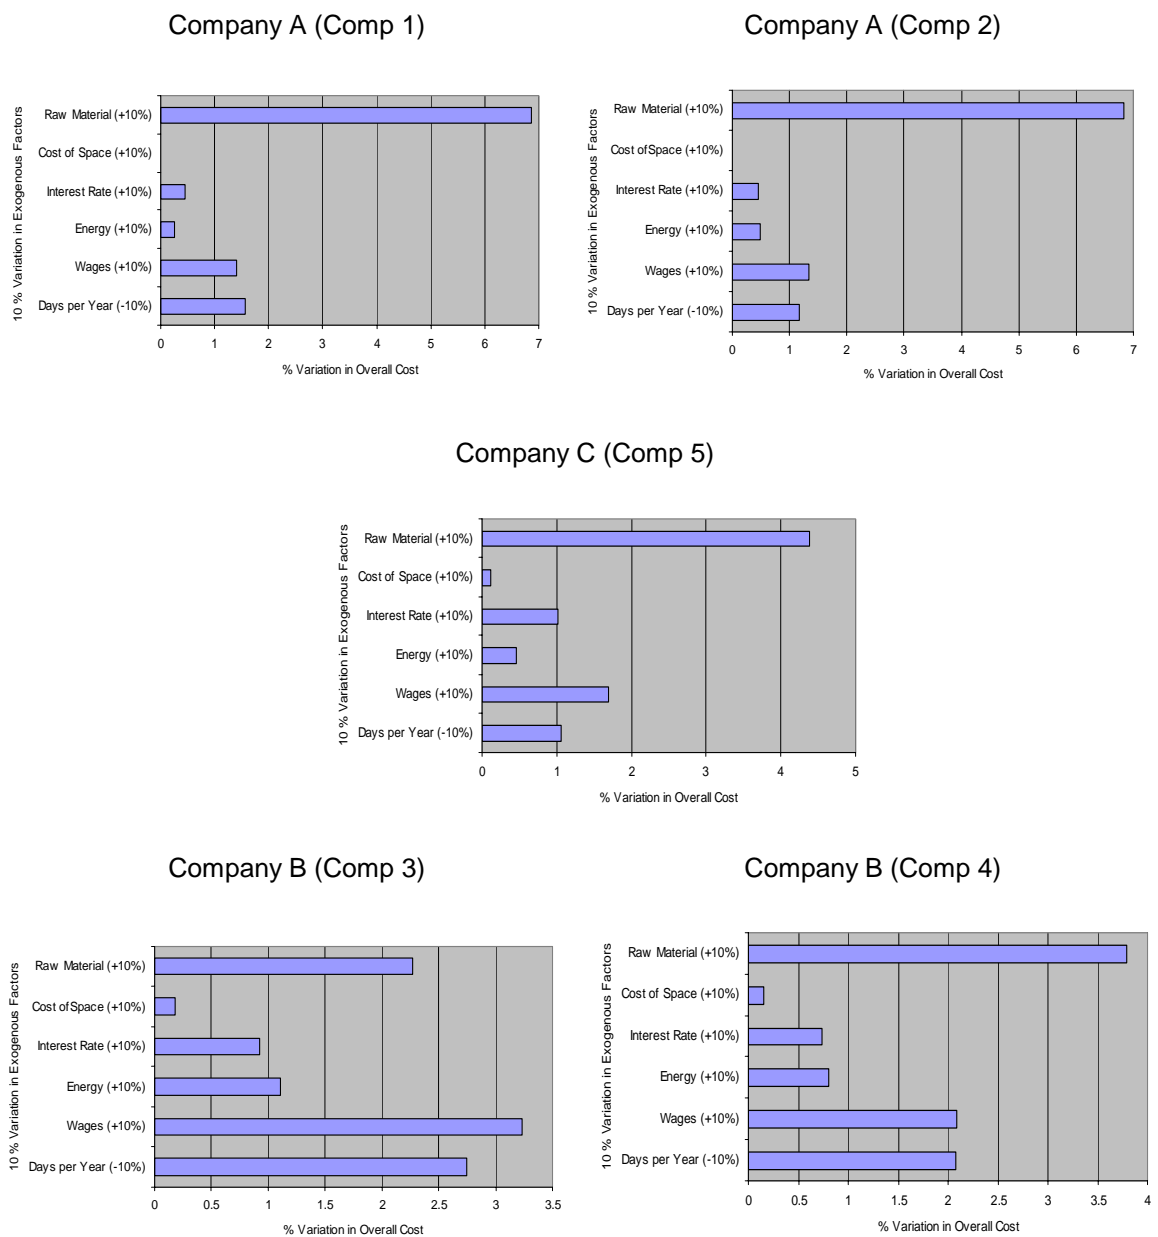 Company A (Comp 1)
10 % Variation in Exogenous Factors
Raw Material (+10%)
Cost of Space (+10%)
Interest Rate (+10%)
Energy (+10%)
Wages (+10%)
Days per Year (-10%)
0 1 2 3 4 5 6 7
% Variation in Overall Cost
Company A (Comp 2)
10 % Variation in Exogenous Factors
Raw Material (+10%)
Cost of Space (+10%)
Interest Rate (+10%)
Energy (+10%)
Wages (+10%)
Days per Year (-10%)
0 1 2 3 4 5 6 7
% Variation in Overall Cost
Company C (Comp 5)
10 % Variation in Exogenous Factors
Raw Material (+10%)
Cost of Space (+10%)
Interest Rate (+10%)
Energy (+10%)
Wages (+10%)
Days per Year (-10%)
0 1 2 3 4 5
% Variation in Overall Cost
Company B (Comp 3)
10 % Variation in Exogenous Factors
Raw Material (+10%)
Cost of Space (+10%)
Interest Rate (+10%)
Energy (+10%)
Wages (+10%)
Days per Year (-10%)
0 0.5 1 1.5 2 2.5 3 3.5
% Variation in Overall Cost
Company B (Comp 4)
10 % Variation in Exogenous Factors
Raw Material (+10%)
Cost of Space (+10%)
Interest Rate (+10%)
Energy (+10%)
Wages (+10%)
Days per Year (-10%)
0 0.5 1 1.5 2 2.5 3 3.5 4
% Variation in Overall Cost